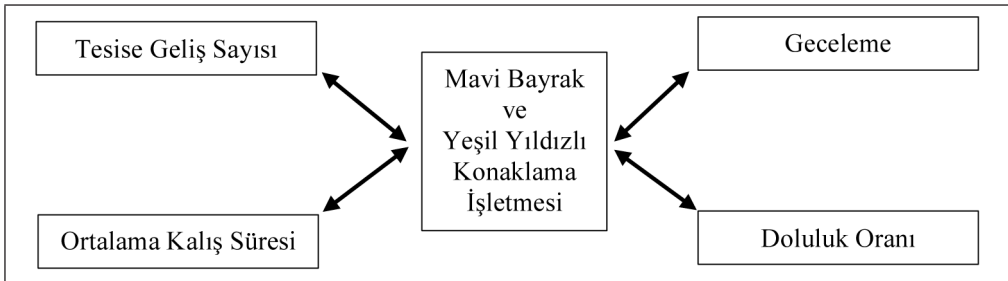 Tesise Geliş Sayısı
Geceleme
Mavi Bayrak
ve
Yeşil Yıldızlı
Konaklama
İşletmesi
Ortalama Kalış Süresi
Doluluk Oranı